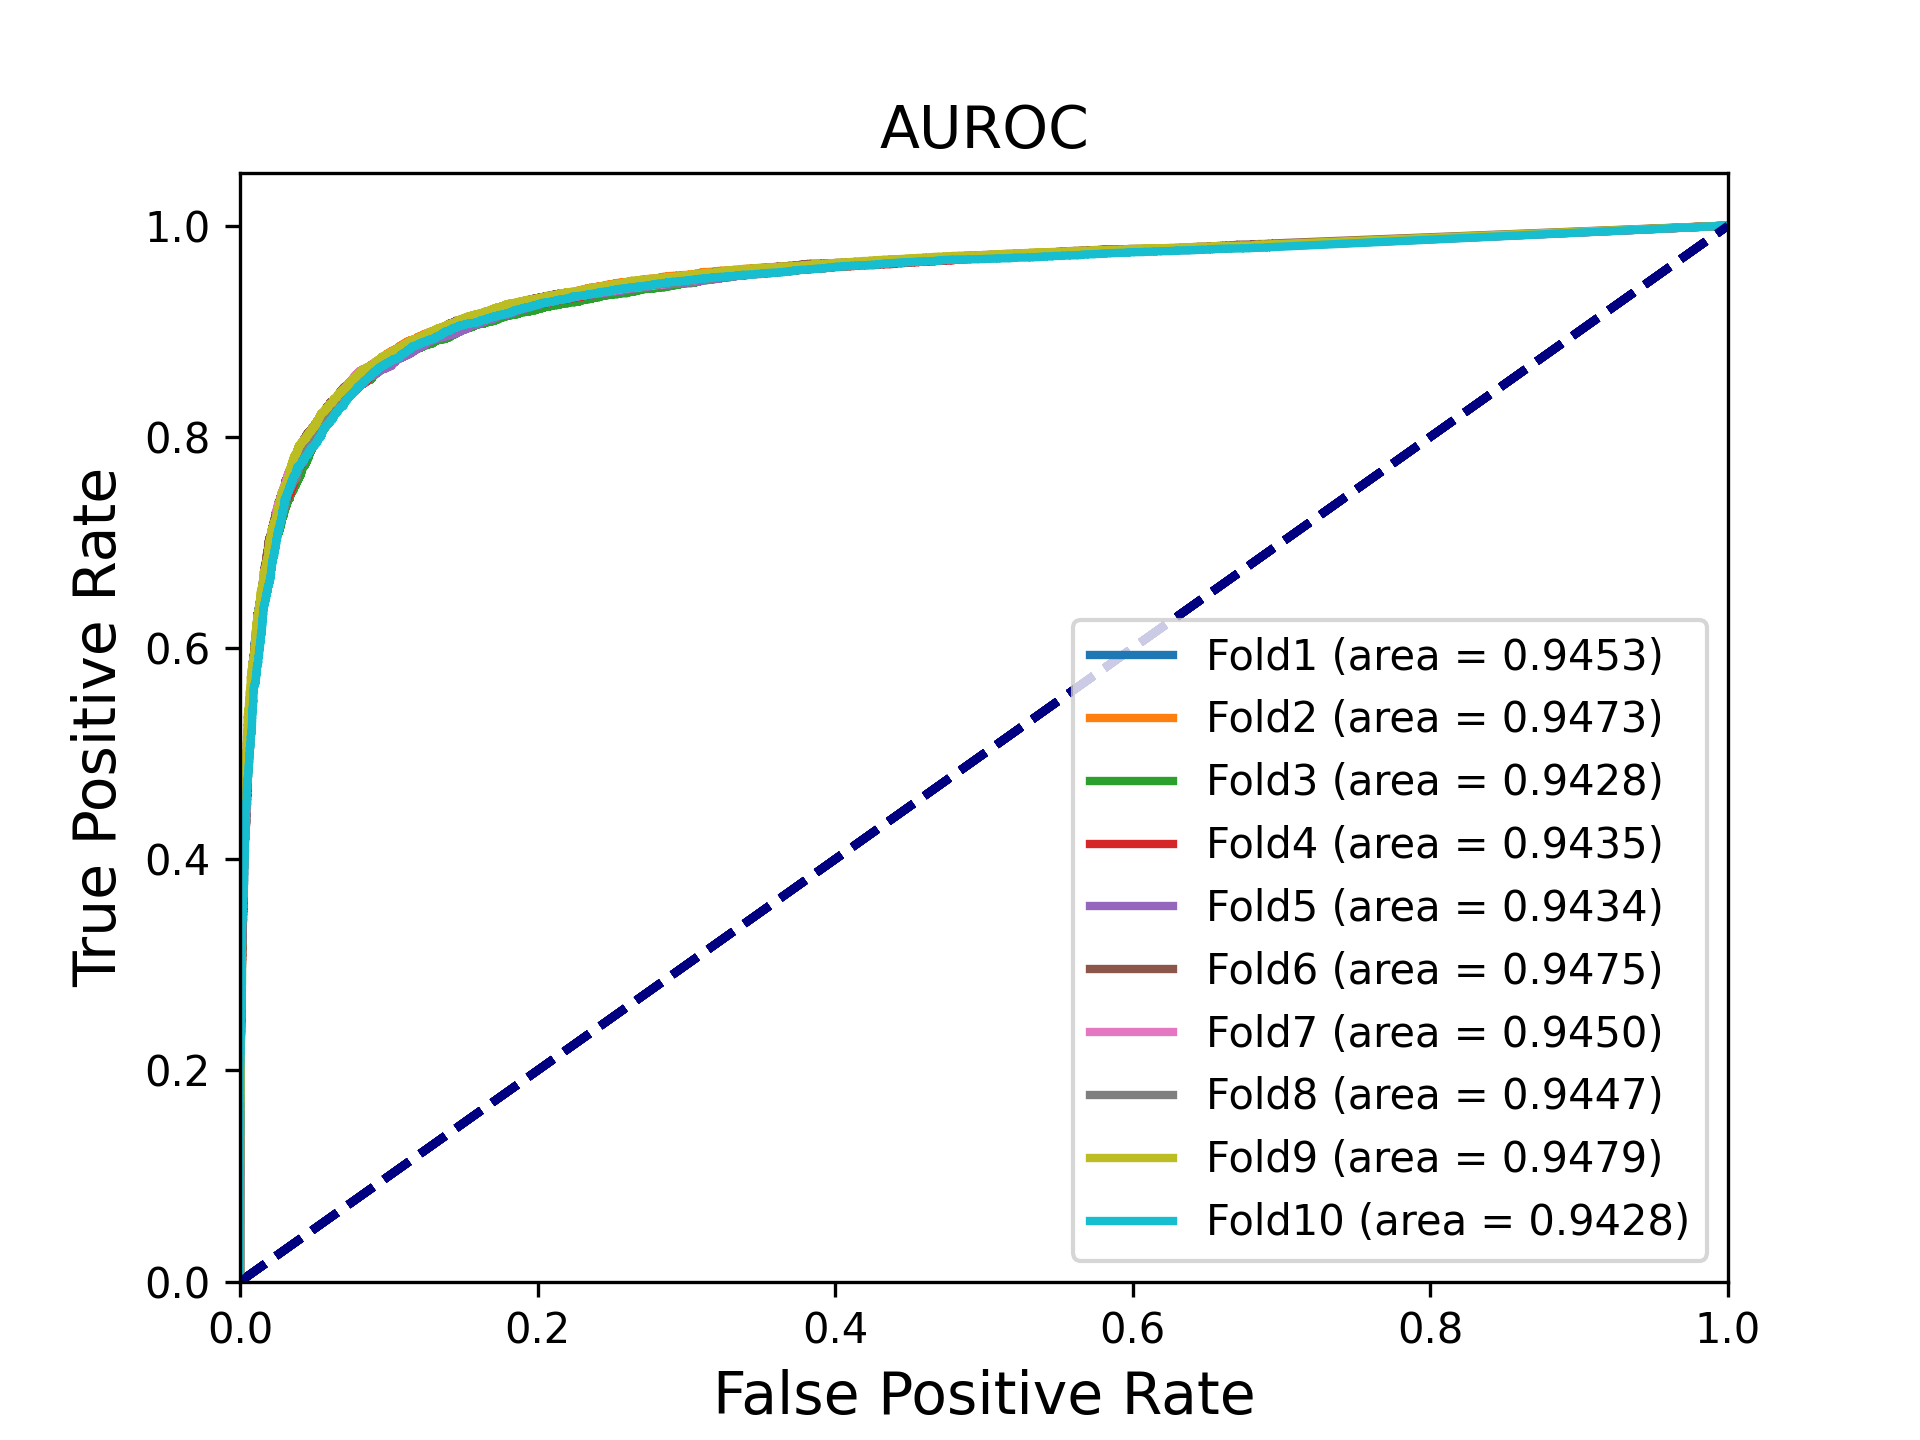 AUROC
True Positive Rate
1.0
0.8
0.6
0.4
0.2
0.0
Fold1 (area = 0.9453)
Fold2 (area = 0.9473)
Fold3 (area = 0.9428)
Fold4 (area = 0.9435)
Fold5 (area = 0.9434)
Fold6 (area = 0.9475)
Fold7 (area = 0.9450)
Fold8 (area = 0.9447)
Fold9 (area = 0.9479)
Fold10 (area = 0.9428)
0.0 0.2 0.4 0.6 0.8 1.0
False Positive Rate